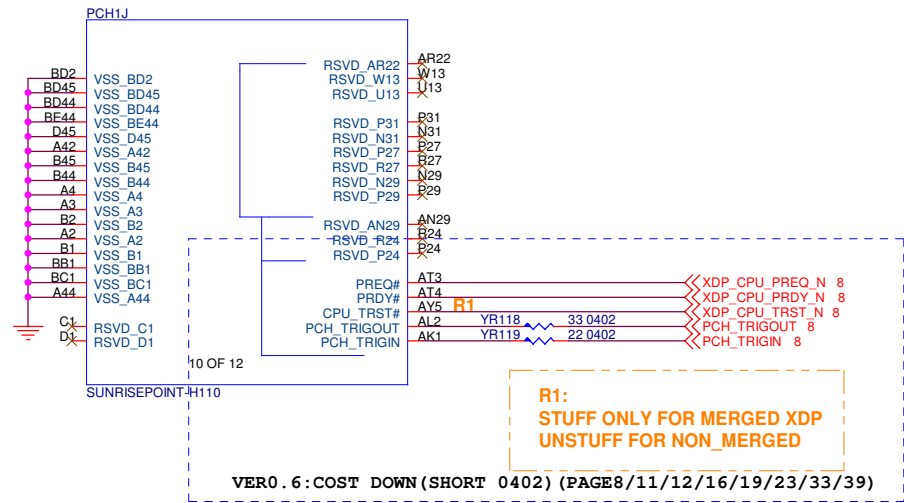 PCH1J
BD2 VSS_BD2
BD45 VSS_BD45
BD44 VSS_BD44
BE44 VSS_BE44
D45 VSS_D45
A42 VSS_A42
B45 VSS_B45
B44 VSS_B44
A4 VSS_A4
A3 VSS_A3
B2 VSS_B2
A2 VSS_A2
B1 VSS_B1
BB1 VSS_BB1
BC1 VSS_BC1
A44 VSS_A44
C1 RSVD_C1
D1 RSVD_D1
RSVD_AR22 AR22
RSVD_W13 W13
RSVD_U13 U13
RSVD_P31 P31
RSVD_N31 N31
RSVD_P27 P27
RSVD_R27 R27
RSVD_N29 N29
RSVD_P29 P29
RSVD_AN29 AN29
RSVD_R24 R24
RSVD_P24 P24
PREQ# AT3 XDP_CPU_PREQ_N 8
PRDY# AT4 XDP_CPU_PRDY_N 8
CPU_TRST# AY5 R1 XDP_CPU_TRST_N 8
PCH_TRIGOUT AL2 YR118 33 0402 PCH_TRIGOUT 8
PCH_TRIGIN AK1 YR119 22 0402 PCH_TRIGIN 8
10 OF 12
SUNRISEPOINT-H110
R1:
STUFF ONLY FOR MERGED XDP
UNSTUFF FOR NON_MERGED
VER0.6:COST DOWN(SHORT 0402)(PAGE8/11/12/16/19/23/33/39)